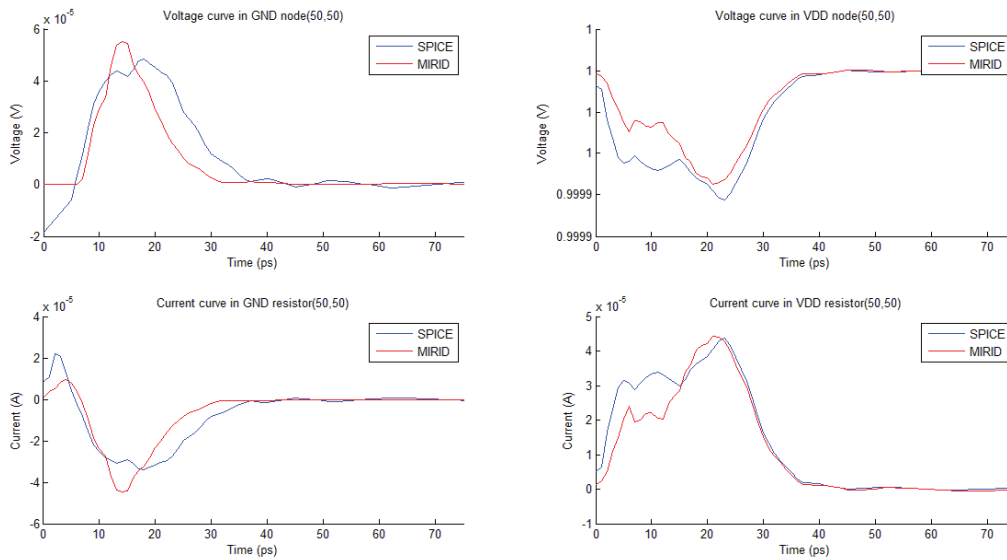 Voltage curve in GND node(50,50)
x 10^-5
6
4
2
0
-2
Voltage (V)
SPICE
MIRID
0 10 20 30 40 50 60 70
Time (ps)
Voltage curve in VDD node(50,50)
1
1
1
0.9999
0.9999
Voltage (V)
SPICE
MIRID
0 10 20 30 40 50 60 70
Time (ps)
Current curve in GND resistor(50,50)
x 10^-5
4
2
0
-2
-4
-6
Current (A)
SPICE
MIRID
0 10 20 30 40 50 60 70
Time (ps)
Current curve in VDD resistor(50,50)
x 10^-5
5
4
3
2
1
0
-1
Current (A)
SPICE
MIRID
0 10 20 30 40 50 60 70
Time (ps)